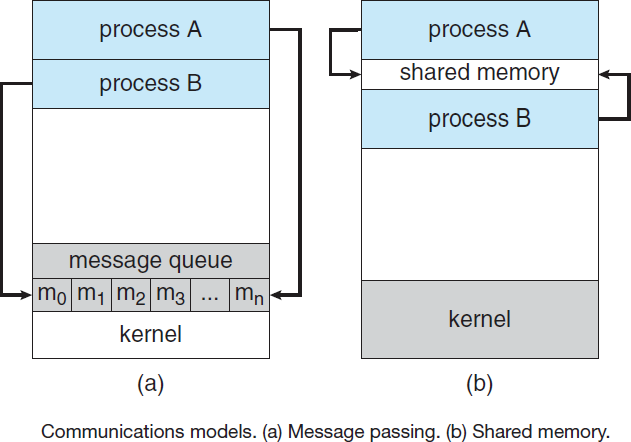 process A
process B
message queue
m0 m1 m2 m3 ... mn
kernel
(a)
process A
shared memory
process B
kernel
(b)
Communications models. (a) Message passing. (b) Shared memory.